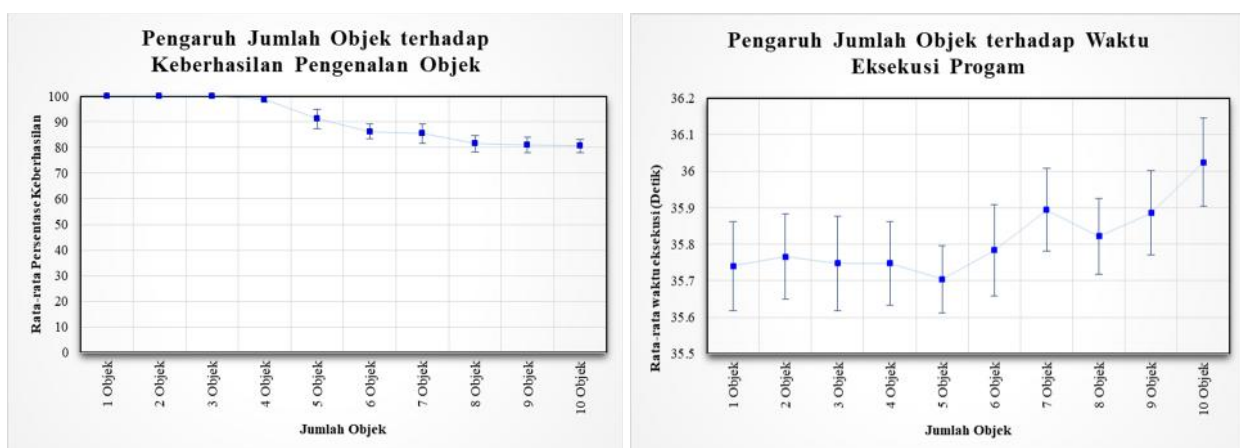 Pengaruh Jumlah Objek terhadap
Keberhasilan Pengenalan Objek
Rata-rata Persentase Keberhasilan
100
90
80
70
60
50
40
30
20
10
0
1 Objek
2 Objek
3 Objek
4 Objek
5 Objek
6 Objek
7 Objek
8 Objek
9 Objek
10 Objek
Jumlah Objek
Pengaruh Jumlah Objek terhadap Waktu
Eksekusi Progam
Rata-rata waktu eksekusi (Detik)
36.2
36.1
36
35.9
35.8
35.7
35.6
35.5
1 Objek
2 Objek
3 Objek
4 Objek
5 Objek
6 Objek
7 Objek
8 Objek
9 Objek
10 Objek
Jumlah Objek